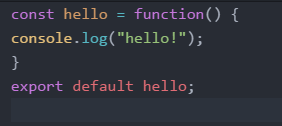 const hello = function() {
console.log("hello!");
}
export default hello;